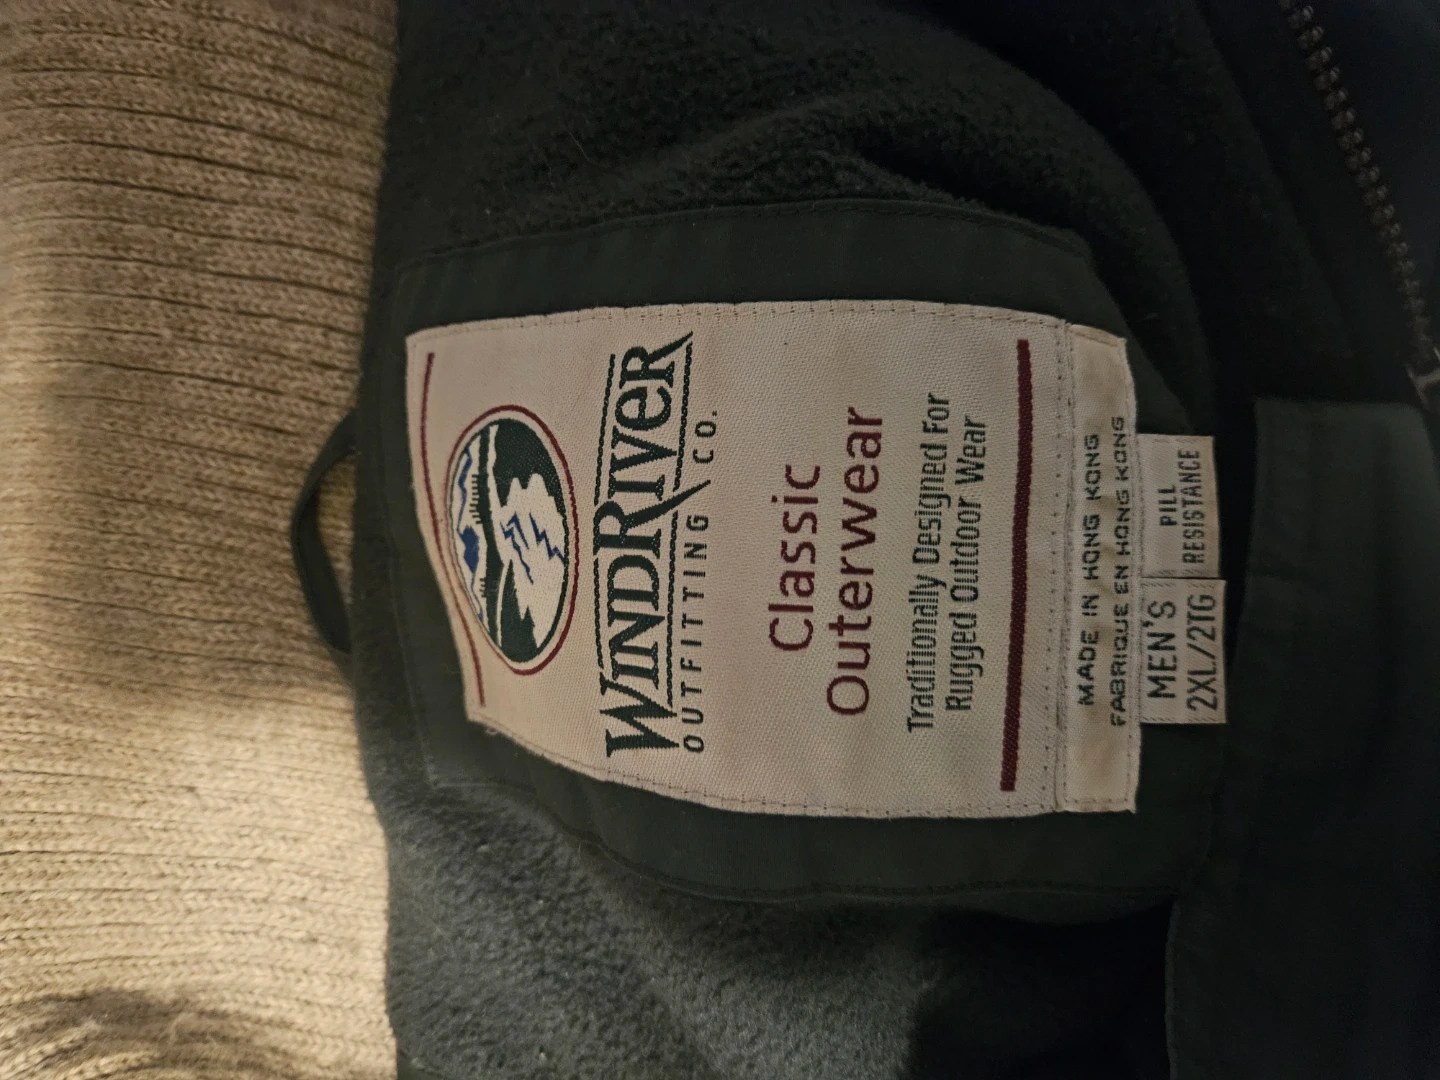 WINDRIVER
OUTFITTING CO.
Classic
Outerwear
Traditionally Designed For
Rugged Outdoor Wear
MADE IN HONG KONG
FABRIQUE EN HONG KONG
MEN'S
2XL/2TG
PILL
RESISTANCE